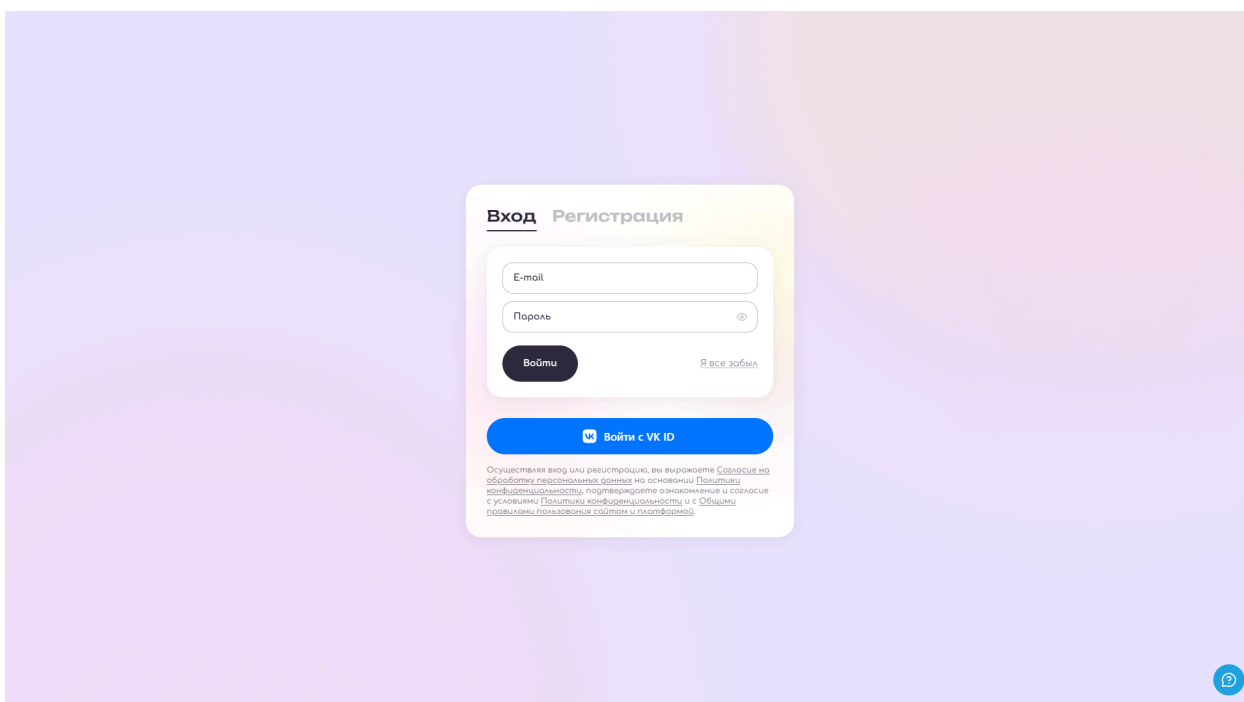 Вход Регистрация
E-mail
Пароль
Войти Я все забыл
Войти с VK ID
Осуществляя вход или регистрацию, вы выражаете Согласие на
обработку персональных данных на основании Политики
конфиденциальности, подтверждаете ознакомление и согласие
с условиями Политики конфиденциальности и с Общими
правилами пользования сайтом и платформой.